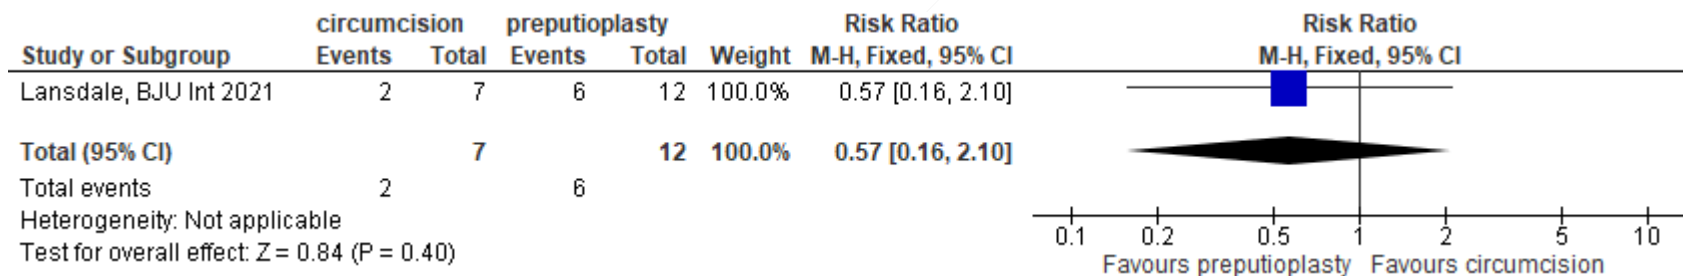 circumcision preputioplasty Risk Ratio Risk Ratio
Study or Subgroup Events Total Events Total Weight M-H, Fixed, 95% CI M-H, Fixed, 95% CI
Lansdale, BJU Int 2021 2 7 6 12 100.0% 0.57 [0.16, 2.10]
Total (95% CI) 7 12 100.0% 0.57 [0.16, 2.10]
Total events 2 6
Heterogeneity: Not applicable
Test for overall effect: Z = 0.84 (P = 0.40)
0.1 0.2 0.5 1 2 5 10
Favours preputioplasty Favours circumcision